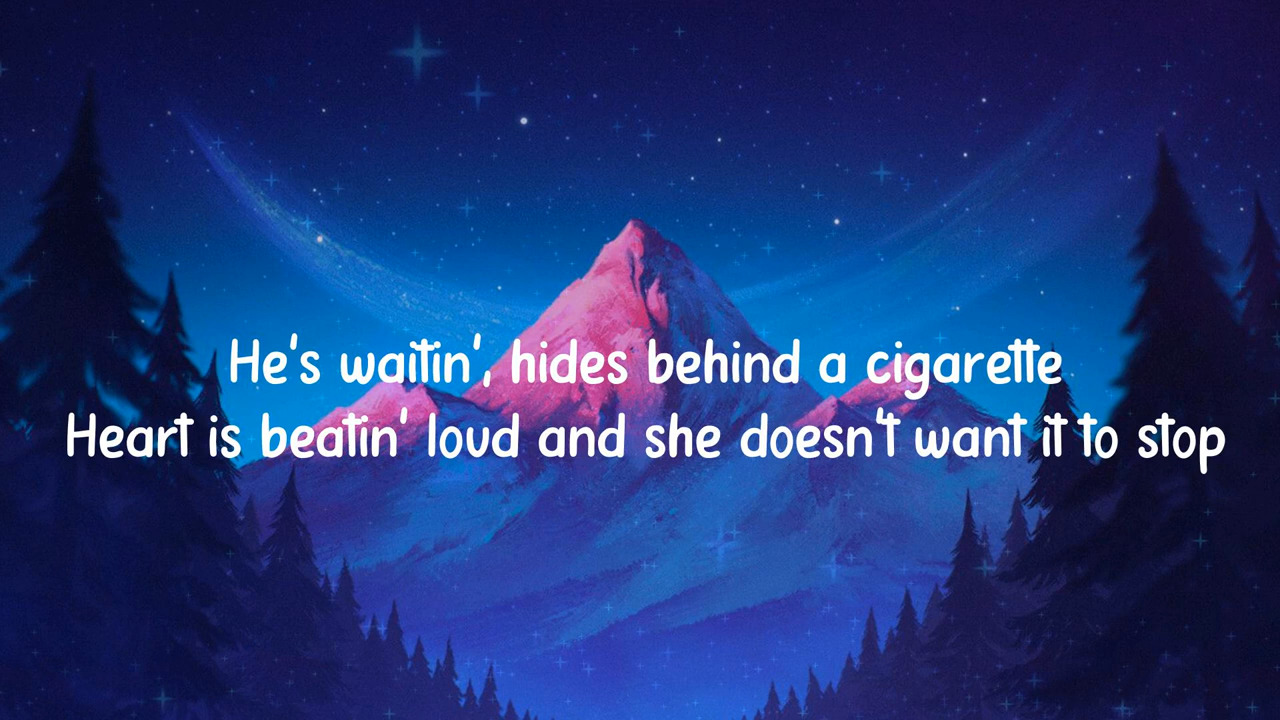 He's waitin', hides behind a cigarette
Heart is beatin' loud and she doesn't want it to stop